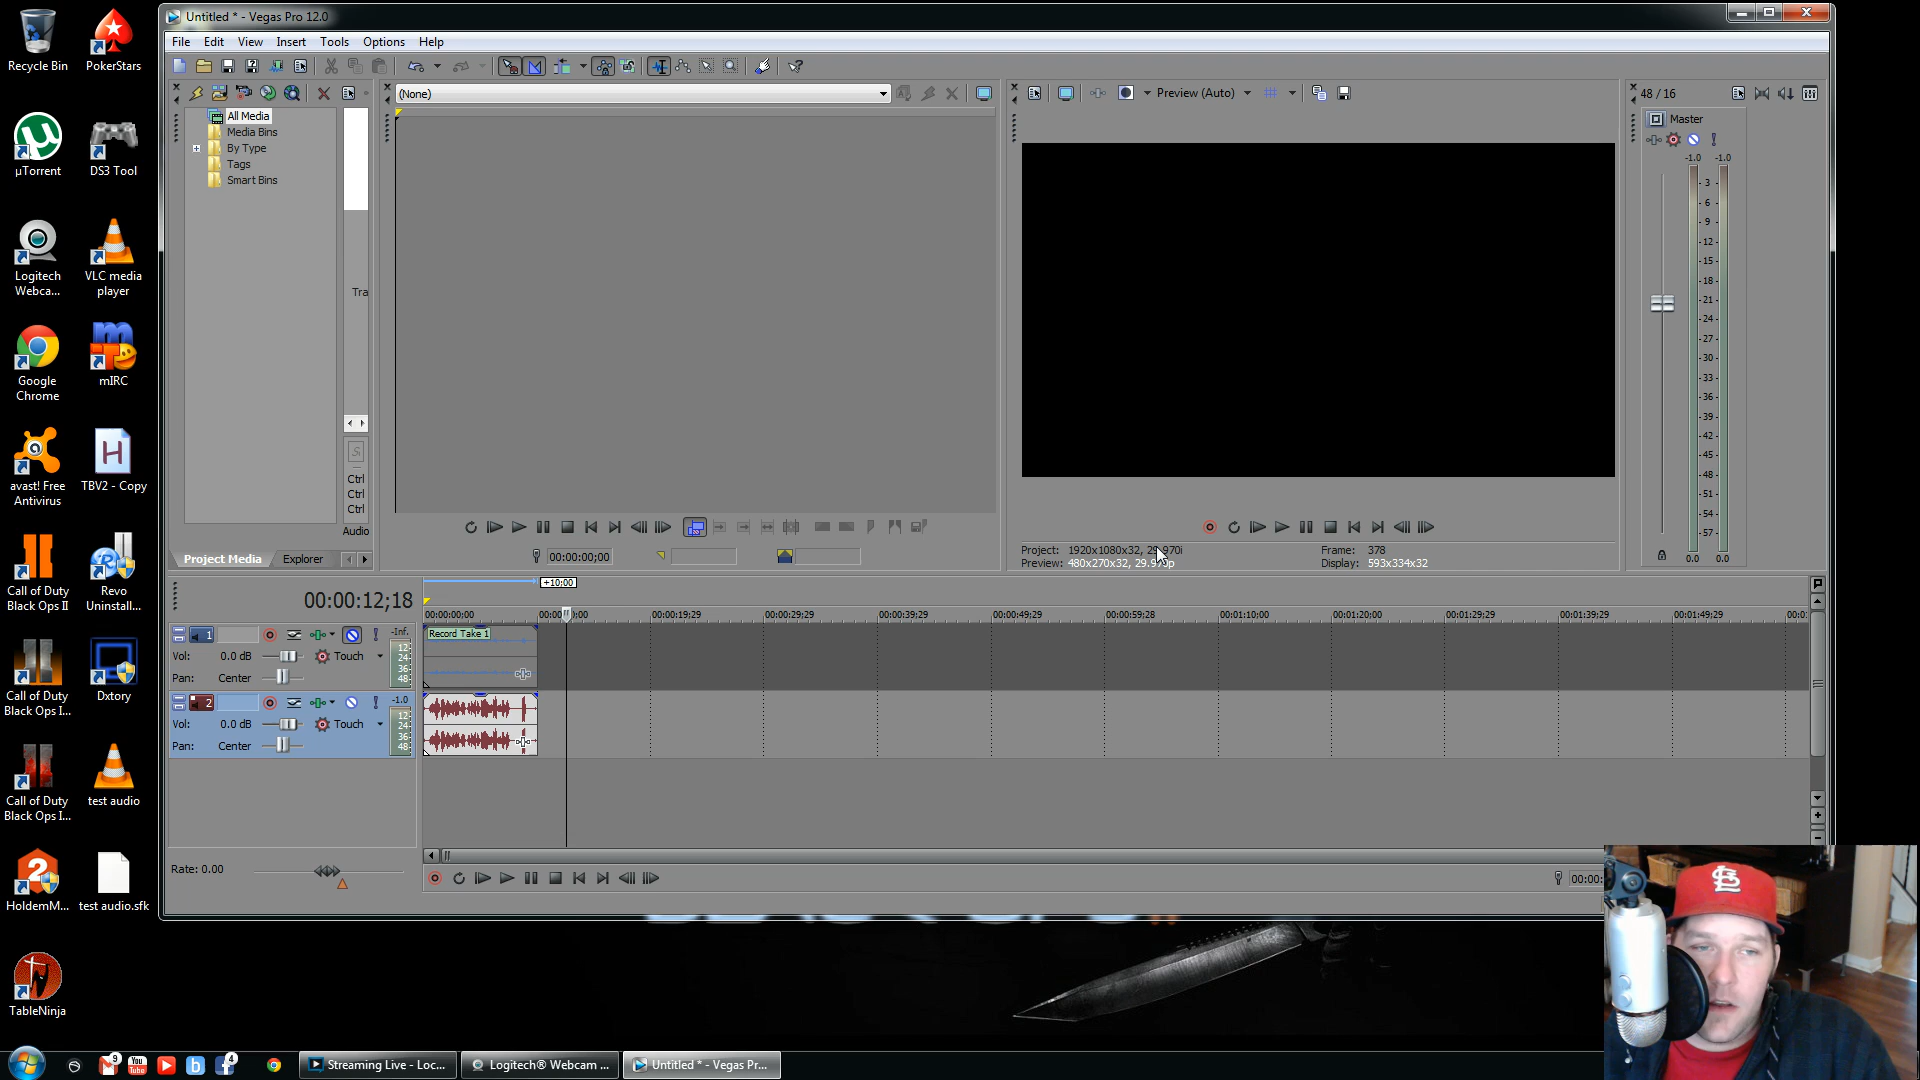 Untitled * - Vegas Pro 12.0
File Edit View Insert Tools Options Help
Recycle Bin
PokerStars
µTorrent
DS3 Tool
Logitech Webca...
VLC media player
Google Chrome
mIRC
avast! Free Antivirus
TBV2 - Copy
Call of Duty Black Ops II
Revo Uninstall...
Call of Duty Black Ops I...
Dxtory
Call of Duty Black Ops I...
test audio
HoldemM...
test audio.sfk
TableNinja
All Media
Media Bins
By Type
Tags
Smart Bins
Tra
S
Ctrl
Ctrl
Ctrl
Audio
Project Media Explorer
(None)
00:00:00;00
Preview (Auto)
Project: 1920x1080x32, 29.970i
Preview: 480x270x32, 29.970p
Frame: 378
Display: 593x334x32
48 / 16
Master
-1.0 -1.0
3
6
9
-12-
-15-
-18-
-21-
-24-
-27-
-30-
-33-
-36-
-39-
-42-
-45-
-48-
-51-
-54-
-57-
0.0 0.0
+10;00
00:00:12;18
00:00:00;00 00:00:19;29 00:00:29;29 00:00:39;29 00:00:49;29 00:00:59;28 00:01:10;00 00:01:20;00 00:01:29;29 00:01:39;29 00:01:49;29 00:0
1
-Inf.
Vol: 0.0 dB Touch
Pan: Center
12
24
36
48
Record Take 1
2
-1.0
Vol: 0.0 dB Touch
Pan: Center
12
24
36
48
Rate: 0.00
00:00:
STL
9
You Tube
b
f 4
Streaming Live - Loc...
Logitech® Webcam ...
Untitled * - Vegas Pr...